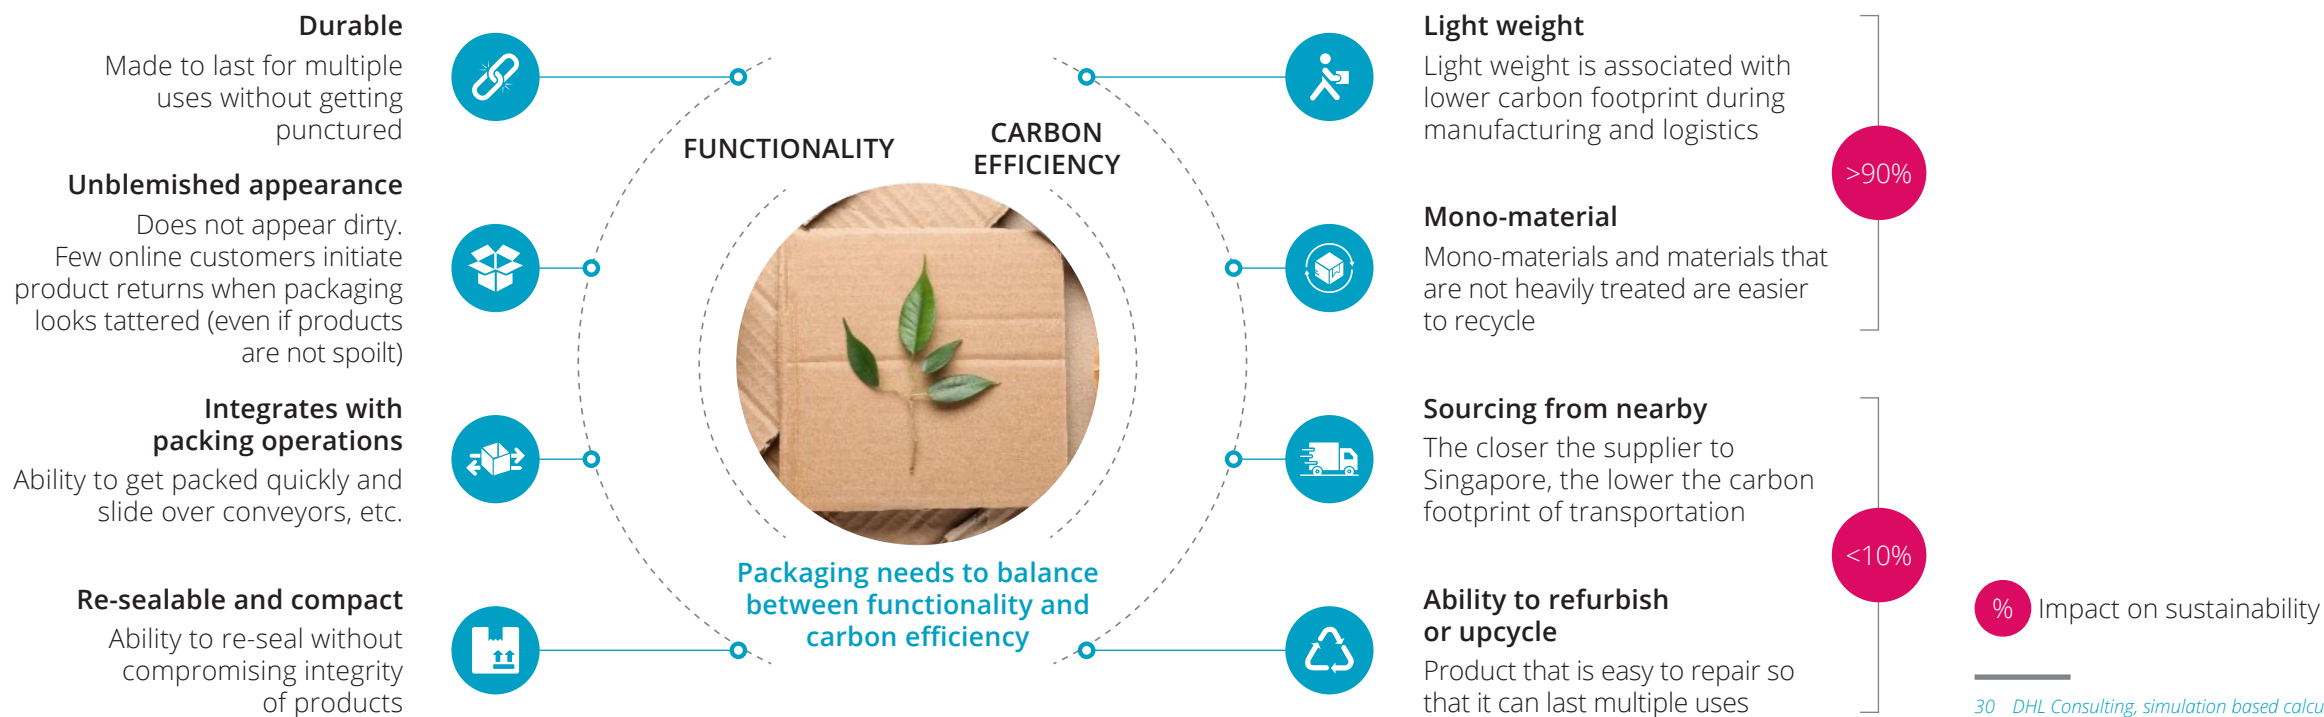 Durable
Made to last for multiple
uses without getting
punctured
Unblemished appearance
Does not appear dirty.
Few online customers initiate
product returns when packaging
looks tattered (even if products
are not spoilt)
Integrates with
packing operations
Ability to get packed quickly and
slide over conveyors, etc.
Re-sealable and compact
Ability to re-seal without
compromising integrity
of products
FUNCTIONALITY
CARBON
EFFICIENCY
Packaging needs to balance
between functionality and
carbon efficiency
Light weight
Light weight is associated with
lower carbon footprint during
manufacturing and logistics
Mono-material
Mono-materials and materials that
are not heavily treated are easier
to recycle
>90%
Sourcing from nearby
The closer the supplier to
Singapore, the lower the carbon
footprint of transportation
Ability to refurbish
or upcycle
Product that is easy to repair so
that it can last multiple uses
<10%
% Impact on sustainability
30 DHL Consulting, simulation based